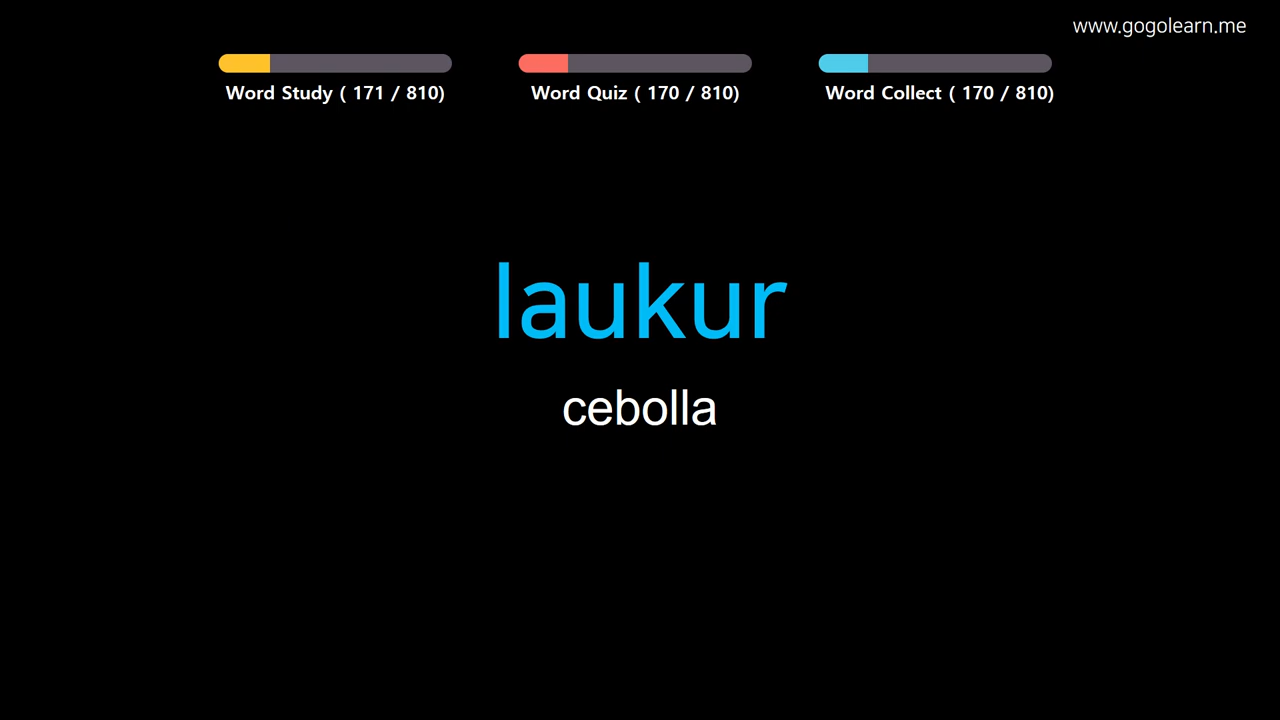 www.gogolearn.me
Word Study ( 171 / 810)
Word Quiz ( 170 / 810)
Word Collect ( 170 / 810)
laukur
cebolla